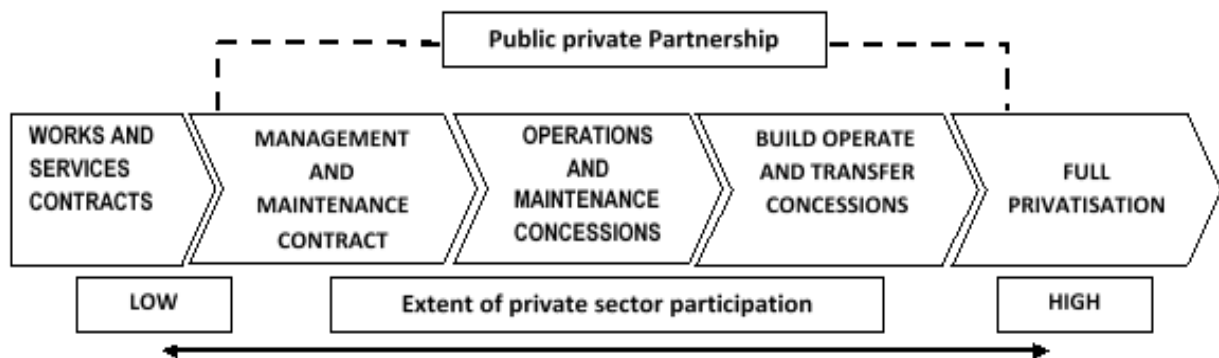 Public private Partnership
WORKS AND
SERVICES
CONTRACTS
MANAGEMENT
AND
MAINTENANCE
CONTRACT
OPERATIONS
AND
MAINTENANCE
CONCESSIONS
BUILD OPERATE
AND TRANSFER
CONCESSIONS
FULL
PRIVATISATION
LOW
Extent of private sector participation
HIGH